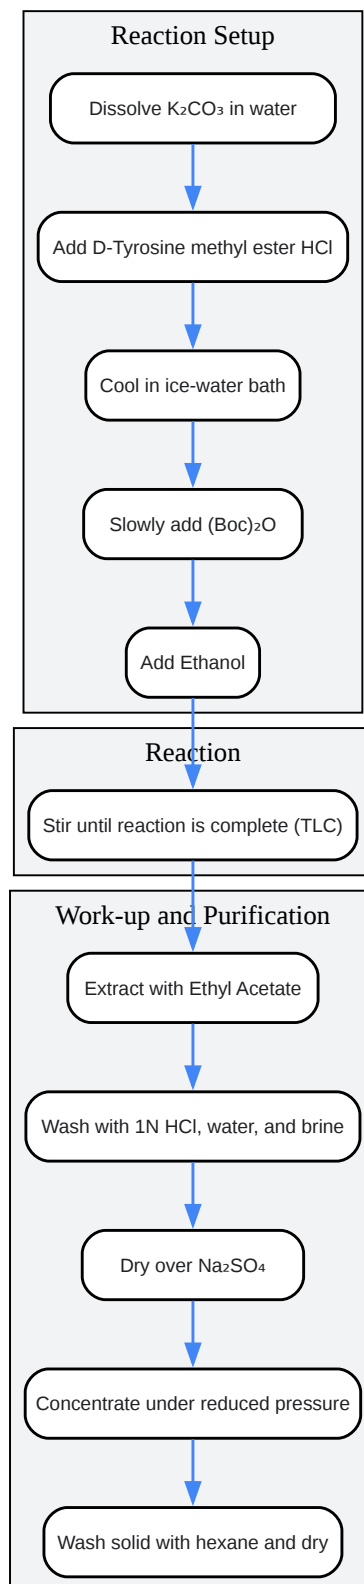 Reaction Setup
Dissolve K₂CO₃ in water
Add D-Tyrosine methyl ester HCl
Cool in ice-water bath
Slowly add (Boc)₂O
Add Ethanol
Reaction
Stir until reaction is complete (TLC)
Work-up and Purification
Extract with Ethyl Acetate
Wash with 1N HCl, water, and brine
Dry over Na₂SO₄
Concentrate under reduced pressure
Wash solid with hexane and dry